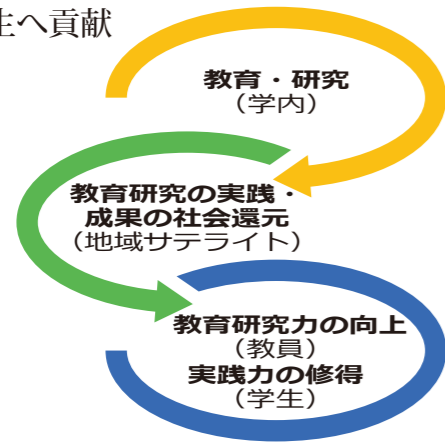 生へ貢献
教育・研究
（学内）
教育研究の実践・
成果の社会還元
（地域サテライト）
教育研究力の向上
（教員）
実践力の修得
（学生）